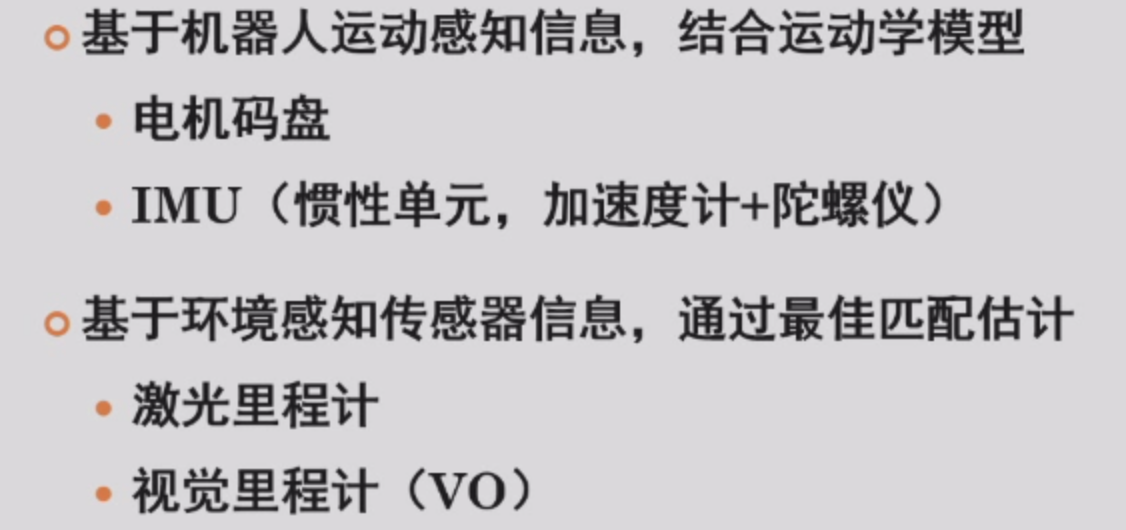 基于机器人运动感知信息，结合运动学模型
电机码盘
IMU（惯性单元，加速度计+陀螺仪）
基于环境感知传感器信息，通过最佳匹配估计
激光里程计
视觉里程计（VO）